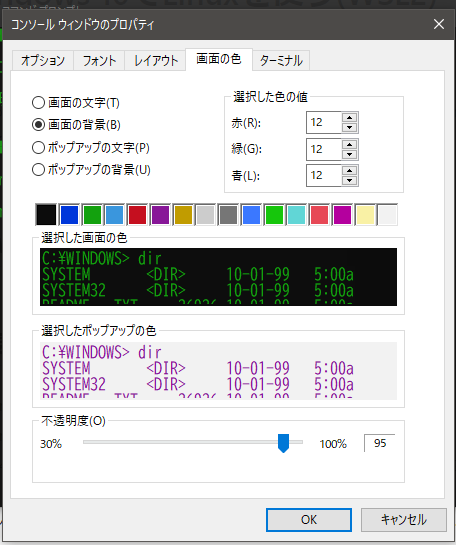 コンソール ウィンドウのプロパティ
オプション フォント レイアウト 画面の色 ターミナル
画面の文字(T)
画面の背景(B)
ポップアップの文字(P)
ポップアップの背景(U)
選択した色の値
赤(R): 12
緑(G): 12
青(L): 12
選択した画面の色
C:¥WINDOWS> dir
SYSTEM <DIR> 10-01-99 5:00a
SYSTEM32 <DIR> 10-01-99 5:00a
選択したポップアップの色
C:¥WINDOWS> dir
SYSTEM <DIR> 10-01-99 5:00a
SYSTEM32 <DIR> 10-01-99 5:00a
不透明度(O)
30% 100% 95
OK キャンセル